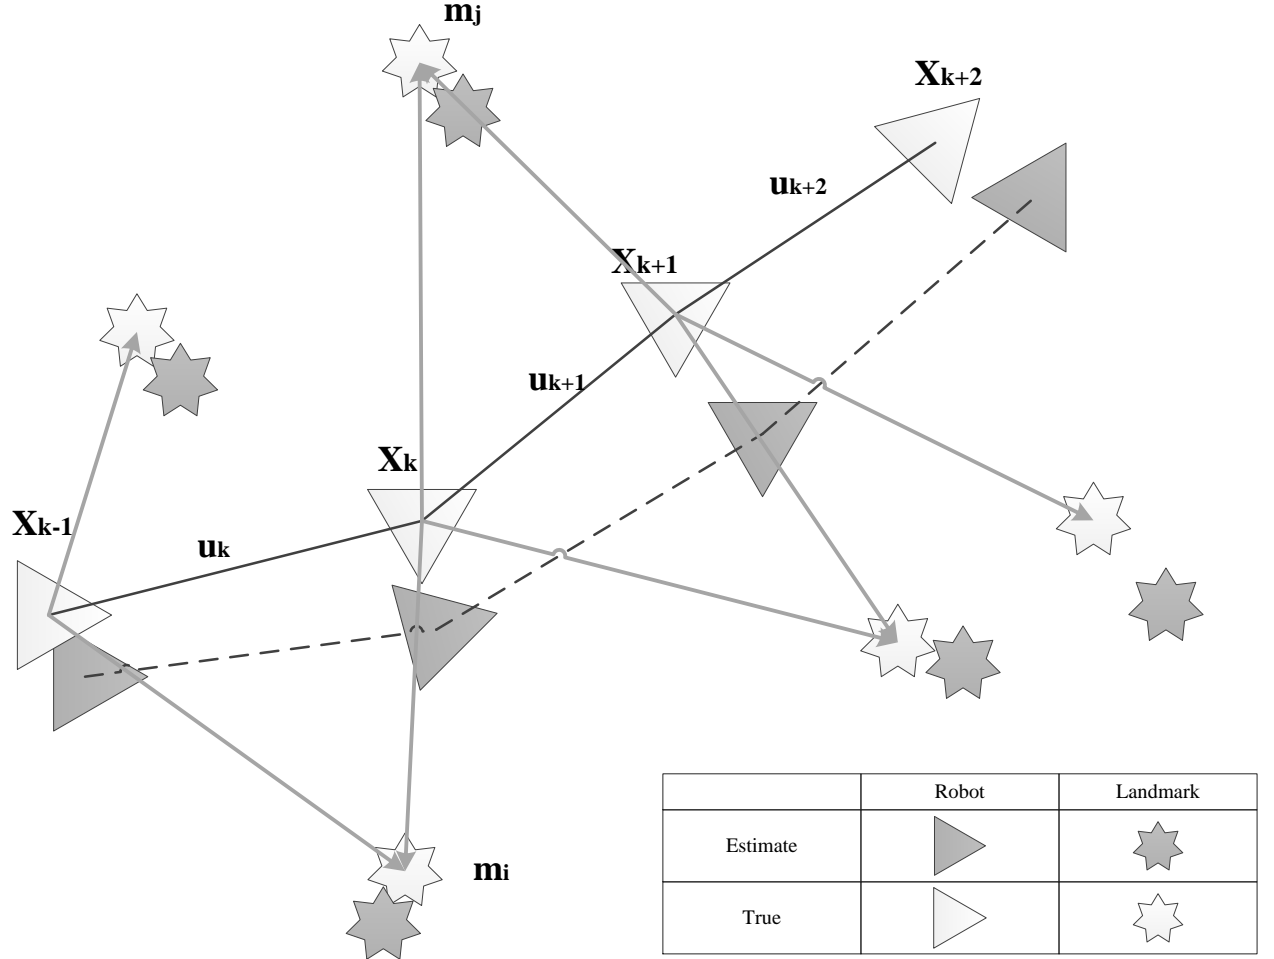 mj
Xk+2
uk+2
Xk+1
uk+1
Xk
Xk-1
uk
mi
Robot Landmark
Estimate
True